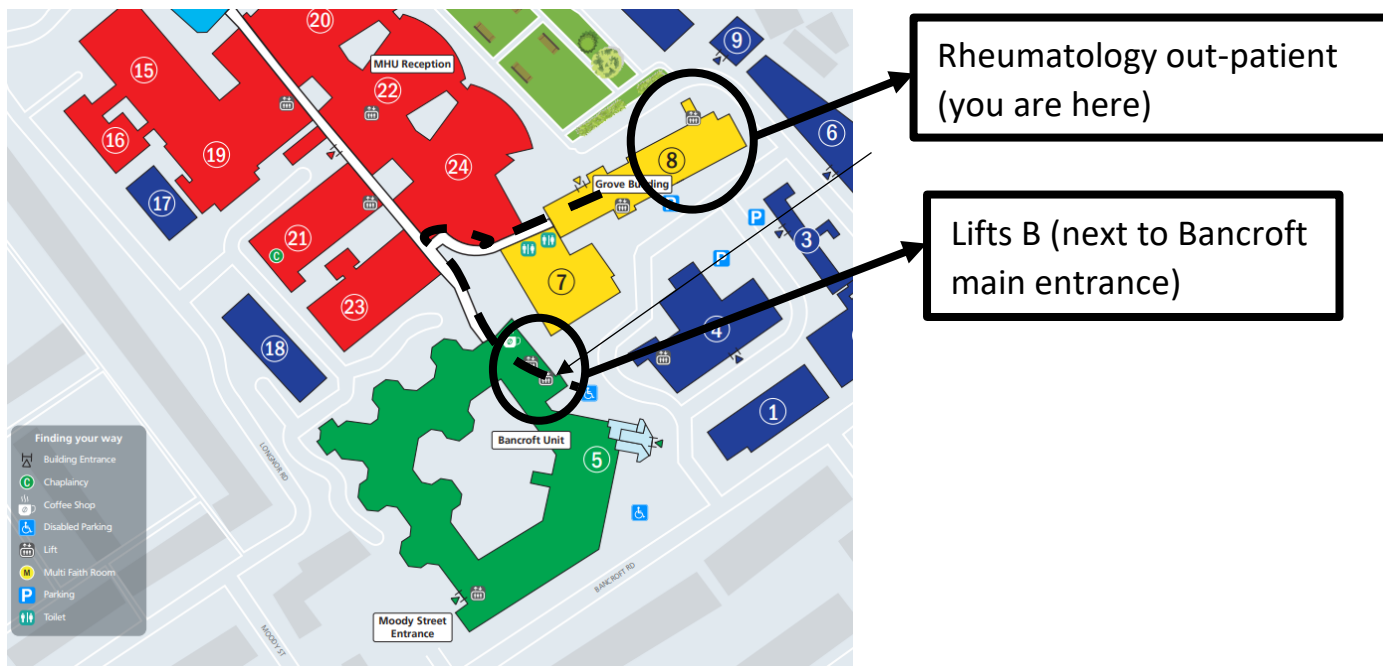 Rheumatology out-patient
(you are here)
Lifts B (next to Bancroft
main entrance)
20
9
15
MHU Reception
22
6
16
19
24
8
17
Grove Building
P
P
21
3
C
7
P
23
18
4
1
Bancroft Unit
5
Finding your way
Building Entrance
C Chaplaincy
Coffee Shop
Disabled Parking
Lift
M Multi Faith Room
P Parking
Toilet
LONGNOR RD
BANCROFT RD
Moody Street
Entrance
MOODY ST